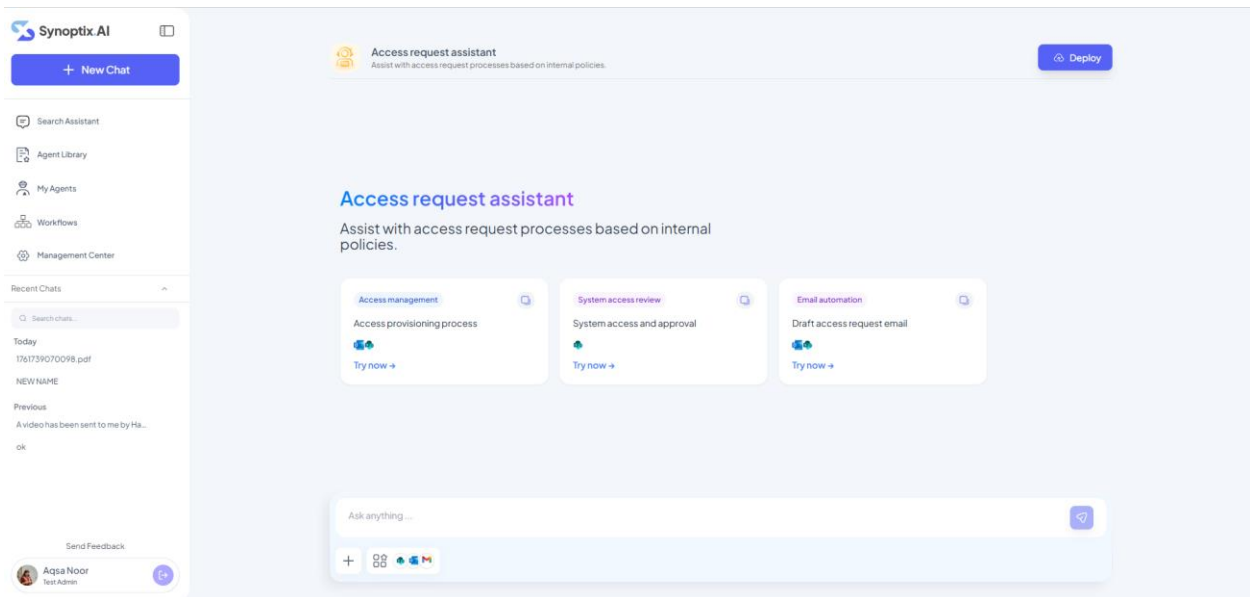 Synoptix.AI
+ New Chat
Search Assistant
Agent Library
My Agents
Workflows
Management Center
Recent Chats
Search chats...
Today
1761739070098.pdf
NEW NAME
Previous
A video has been sent to me by Ha...
ok
Send Feedback
Aqsa Noor
Test Admin
Access request assistant
Assist with access request processes based on internal policies.
Deploy
Access request assistant
Assist with access request processes based on internal
policies.
Access management
Access provisioning process
Try now →
System access review
System access and approval
Try now →
Email automation
Draft access request email
Try now →
Ask anything ...